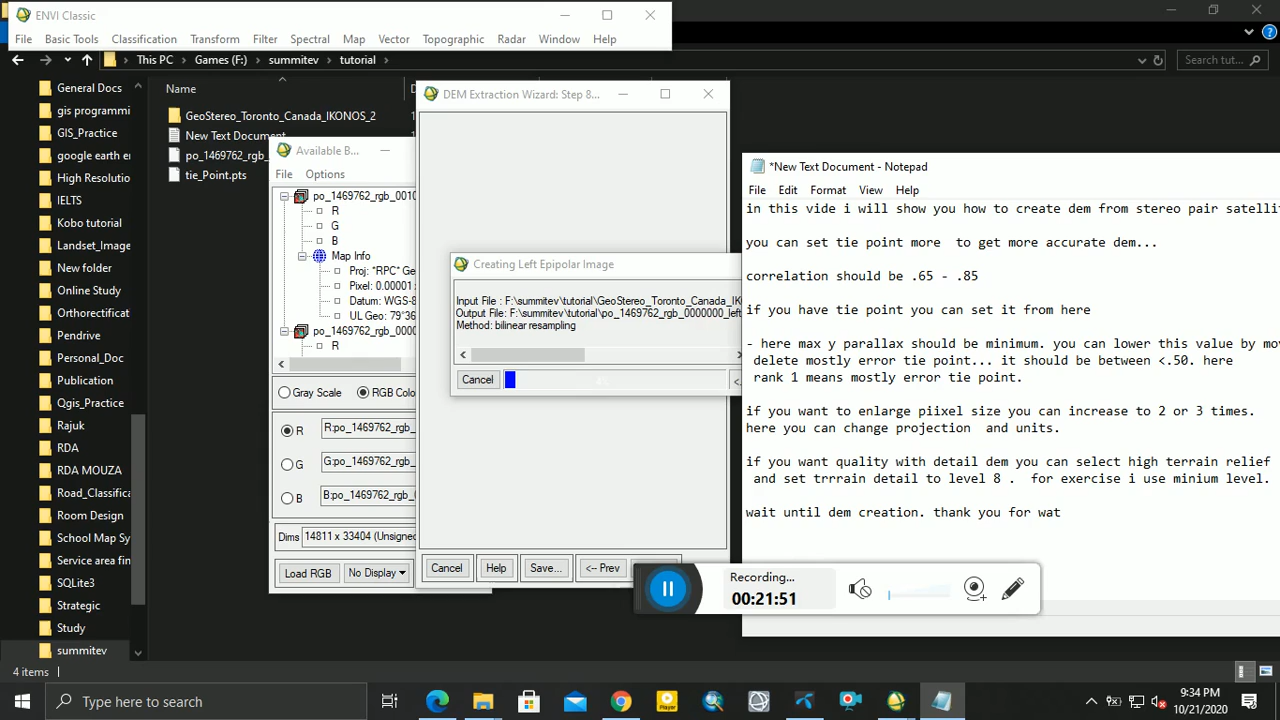 ENVI Classic
File Basic Tools Classification Transform Filter Spectral Map Vector Topographic Radar Window Help
This PC Games (F:) summitev tutorial
Search tut...
General Docs
gis programmi
GIS_Practice
google earth er
High Resolutio
IELTS
Kobo tutorial
Landset_Image
New folder
Online Study
Orthorectificat
Pendrive
Personal_Doc
Publication
Qgis_Practice
Rajuk
RDA
RDA MOUZA
Road_Classifica
Room Design
School Map Sy
Service area fin
SQLite3
Strategic
Study
summitev
4 items
Name
GeoStereo_Toronto_Canada_IKONOS_2
New Text Document
po_1469762_rgb_
tie_Point.pts
Available B...
File Options
po_1469762_rgb_0010
R
G
B
Map Info
Proj: *RPC* Ge
Pixel: 0.00001
Datum: WGS-8
UL Geo: 79°36
po_1469762_rgb_0000
R
Gray Scale RGB Colo
R R:po_1469762_rgb_
G G:po_1469762_rgb_
B B:po_1469762_rgb_0
Dims 14811 x 33404 (Unsigne
Load RGB No Display
DEM Extraction Wizard: Step 8...
Creating Left Epipolar Image
Input File : F:\summitev\tutorial\GeoStereo_Toronto_Canada_IK
Output File: F:\summitev\tutorial\po_1469762_rgb_0000000_left
Method: bilinear resampling
Cancel
Cancel Help Save... <-- Prev
*New Text Document - Notepad
File Edit Format View Help
in this vide i will show you how to create dem from stereo pair satellit
you can set tie point more to get more accurate dem...
correlation should be .65 - .85
if you have tie point you can set it from here
- here max y parallax should be minimum. you can lower this value by mov
delete mostly error tie point... it should be between <.50. here
rank 1 means mostly error tie point.
if you want to enlarge piixel size you can increase to 2 or 3 times.
here you can change projection and units.
if you want quality with detail dem you can select high terrain relief
and set trrrain detail to level 8 . for exercise i use minium level.
wait until dem creation. thank you for wat
Recording...
00:21:51
Type here to search
Player
9:34 PM
10/21/2020